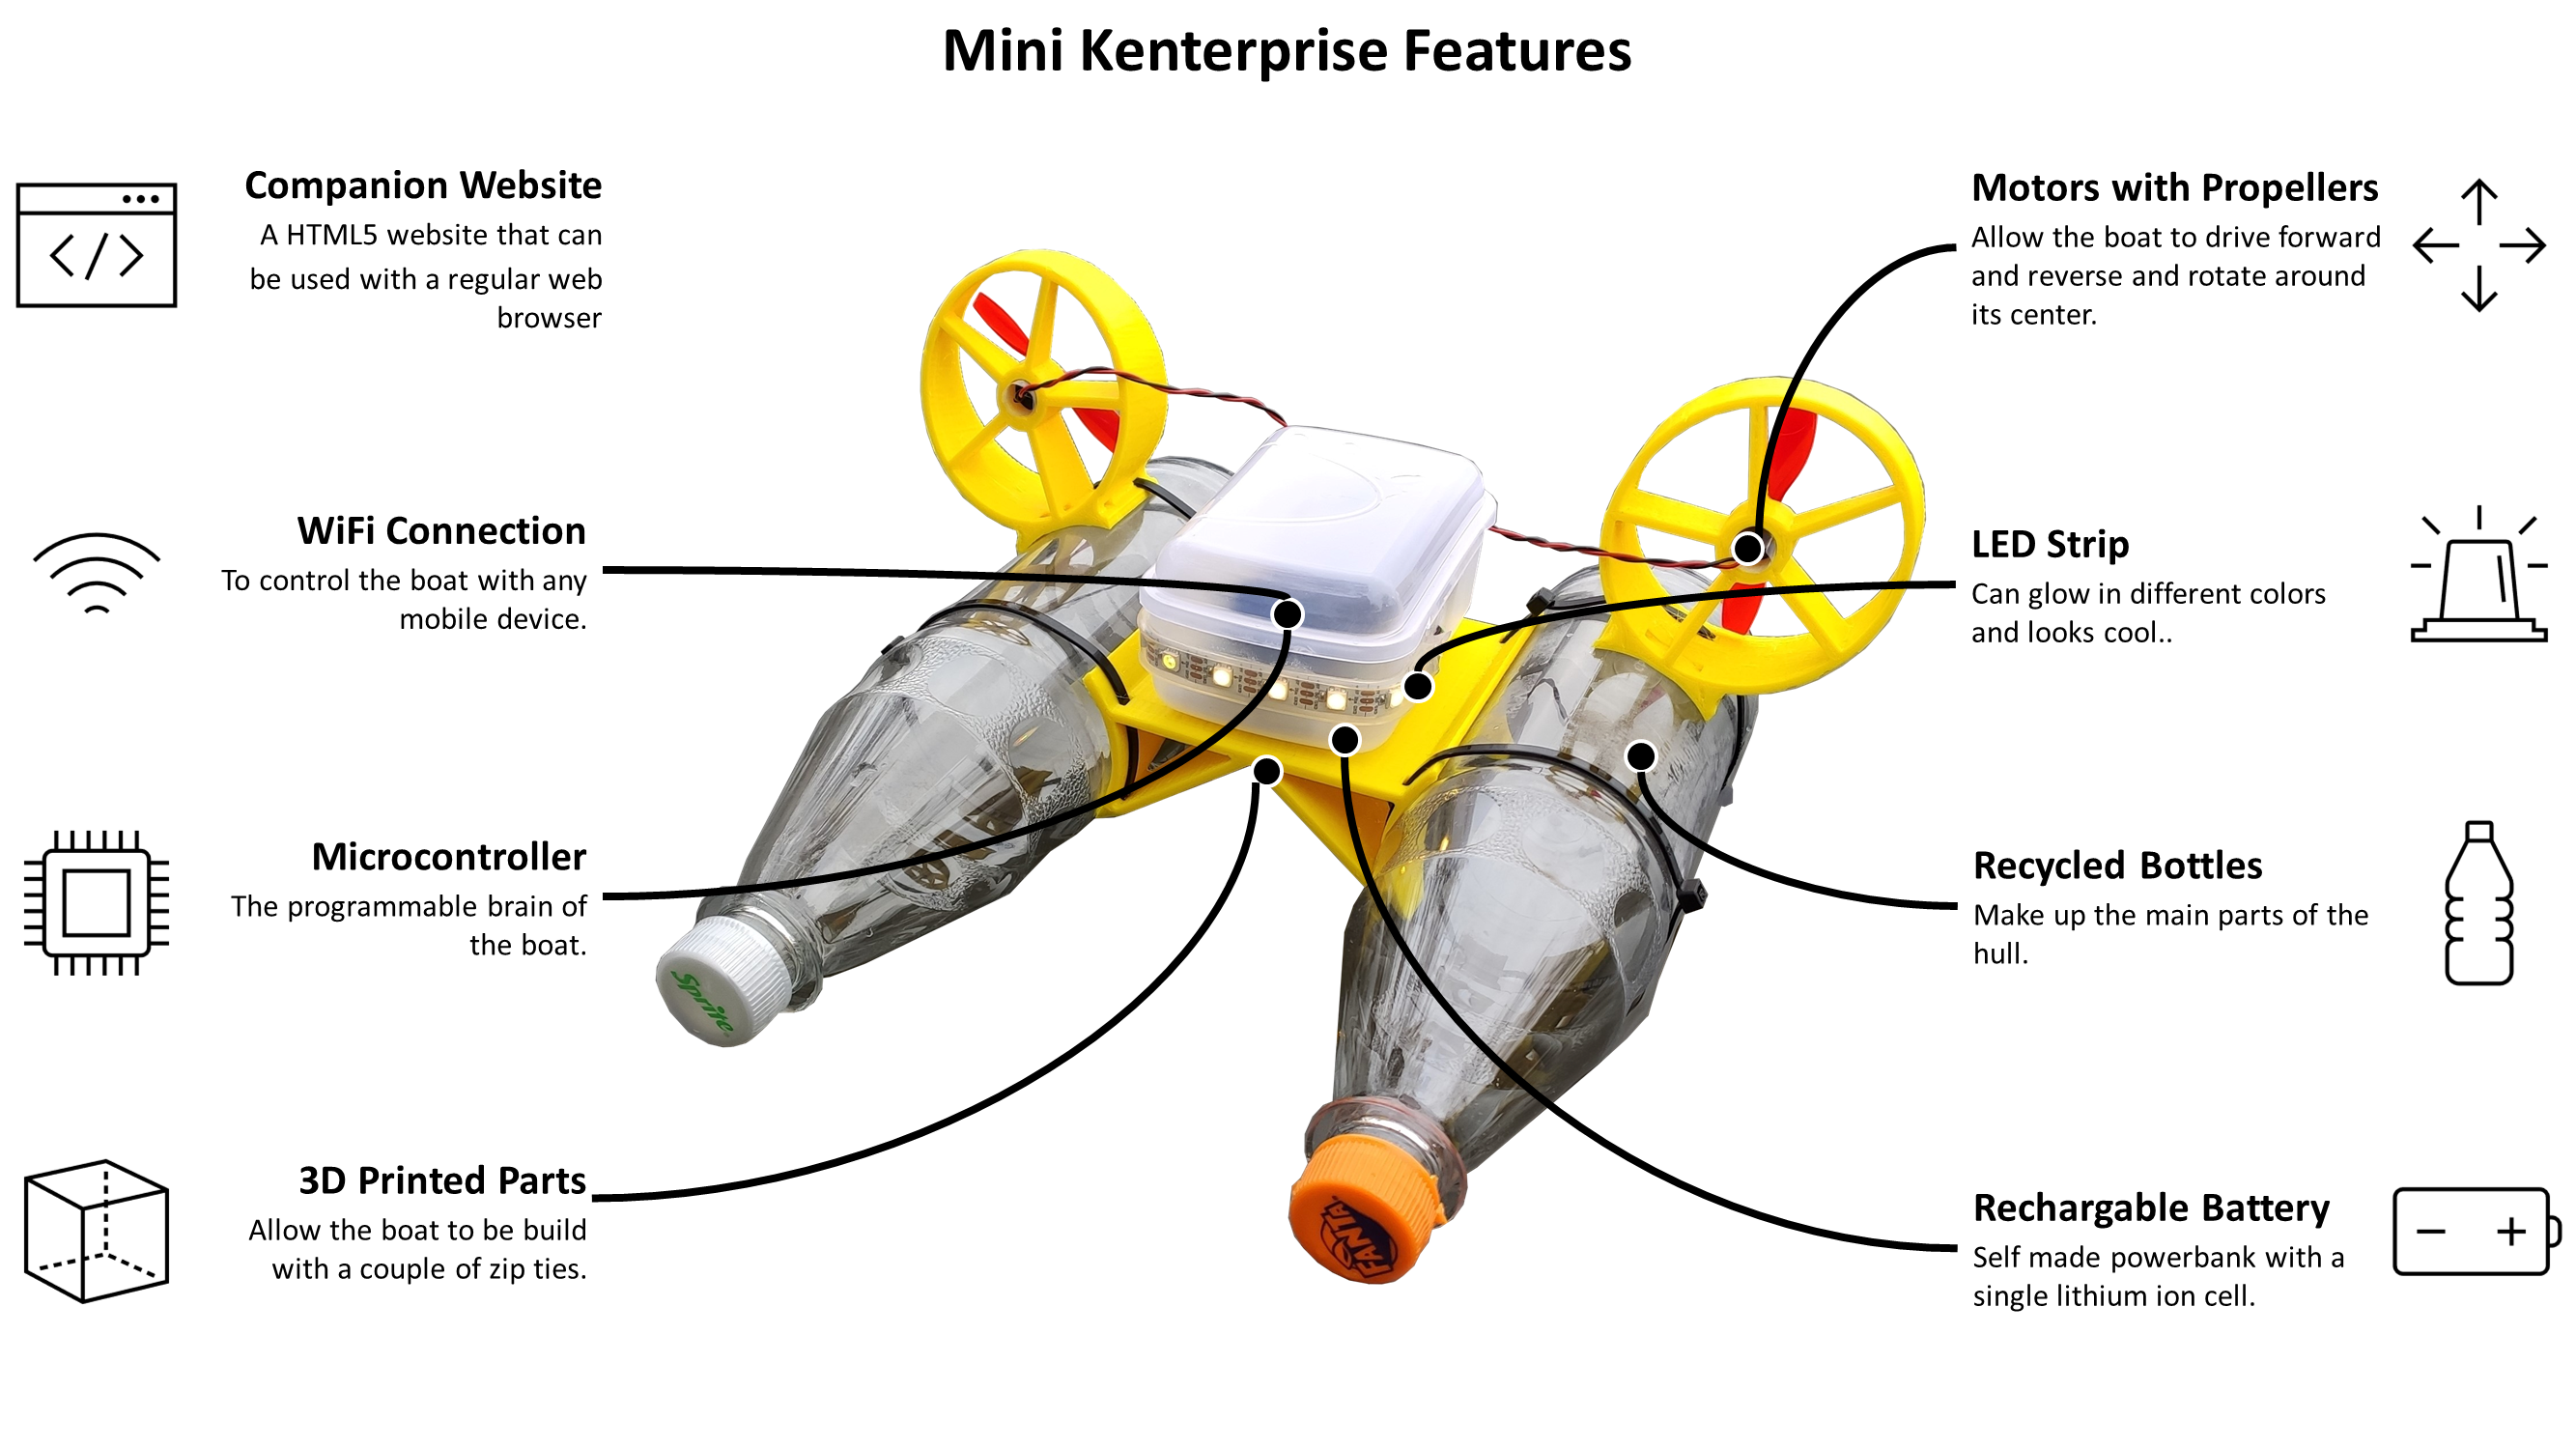 Mini Kenterprise Features
Companion Website
A HTML5 website that can
be used with a regular web
browser
WiFi Connection
To control the boat with any
mobile device.
Microcontroller
The programmable brain of
the boat.
3D Printed Parts
Allow the boat to be build
with a couple of zip ties.
Motors with Propellers
Allow the boat to drive forward
and reverse and rotate around
its center.
LED Strip
Can glow in different colors
and looks cool..
Recycled Bottles
Make up the main parts of the
hull.
Rechargable Battery
Self made powerbank with a
single lithium ion cell.
Sprite
FANTA